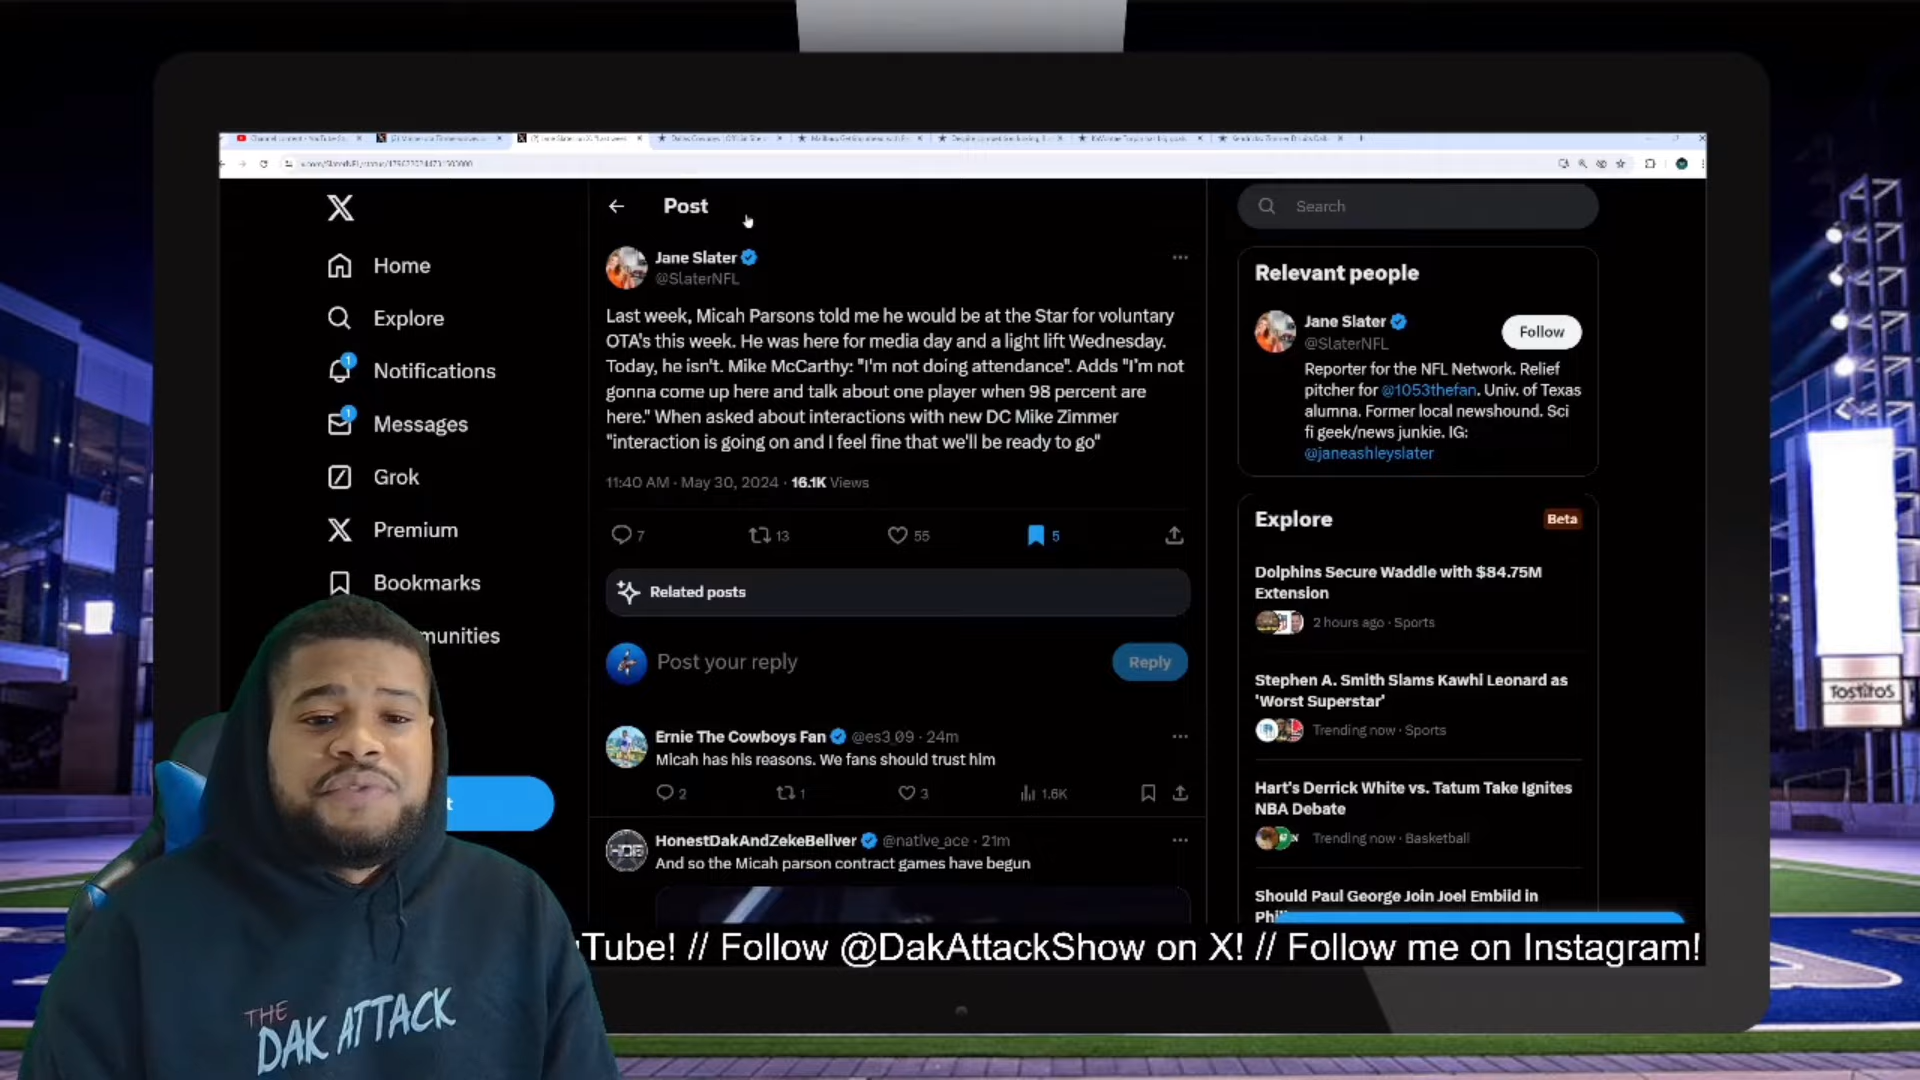 Post
Search
Home
Explore
Notifications
Messages
Grok
Premium
Bookmarks
Jane Slater
@SlaterNFL
Last week, Micah Parsons told me he would be at the Star for voluntary
OTA's this week. He was here for media day and a light lift Wednesday.
Today, he isn't. Mike McCarthy: "I'm not doing attendance". Adds "I'm not
gonna come up here and talk about one player when 98 percent are
here." When asked about interactions with new DC Mike Zimmer
"interaction is going on and I feel fine that we'll be ready to go"
11:40 AM · May 30, 2024 · 16.1K Views
7 13 55 5
Related posts
Post your reply
Reply
Ernie The Cowboys Fan @es3_09 · 24m
Micah has his reasons. We fans should trust him
2 1 3 1.6K
HonestDakAndZekeBeliver @native_ace · 21m
And so the Micah parson contract games have begun
Relevant people
Jane Slater
@SlaterNFL
Follow
Reporter for the NFL Network. Relief
pitcher for @1053thefan. Univ. of Texas
alumna. Former local newshound. Sci
fi geek/news junkie. IG:
@janeashleyslater
Explore
Beta
Dolphins Secure Waddle with $84.75M
Extension
2 hours ago · Sports
Stephen A. Smith Slams Kawhi Leonard as
'Worst Superstar'
Trending now · Sports
Hart's Derrick White vs. Tatum Take Ignites
NBA Debate
Trending now · Basketball
Should Paul George Join Joel Embiid in
Tube! // Follow @DakAttackShow on X! // Follow me on Instagram!
THE
DAK ATTACK
TOSTITOS